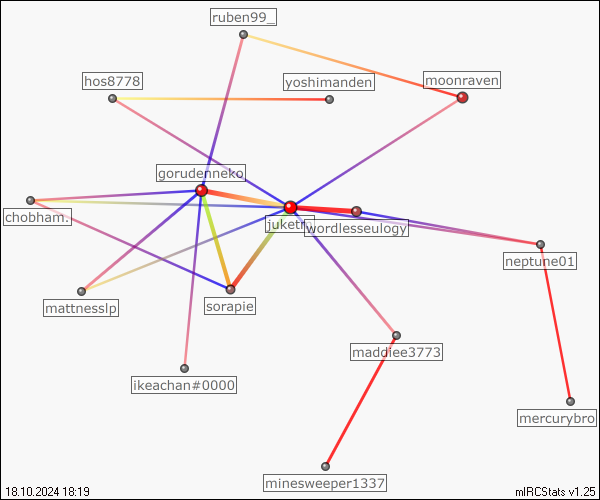 ruben99_
hos8778
yoshimanden
moonraven
gorudenneko
chobham.
juketr
wordlesseulogy
neptune01
mattnesslp
sorapie
maddiee3773
ikeachan#0000
mercurybro
minesweeper1337
18.10.2024 18:19
mIRCStats v1.25